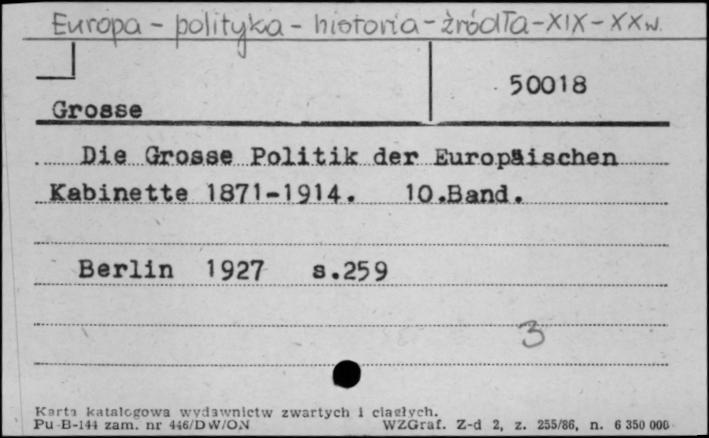 Europa - polityka - historia - źródła - XIX - XX w.
50018
Grosse
Die Grosse Politik der Europäischen
Kabinette 1871-1914. 10.Band.
Berlin 1927 s.259
3
Karta katalogowa wydawnictw zwartych i ciągłych.
Pu-B-144 zam. nr 446/DW/ON WZGraf. Z-d 2, z. 255/86, n. 6 350 000